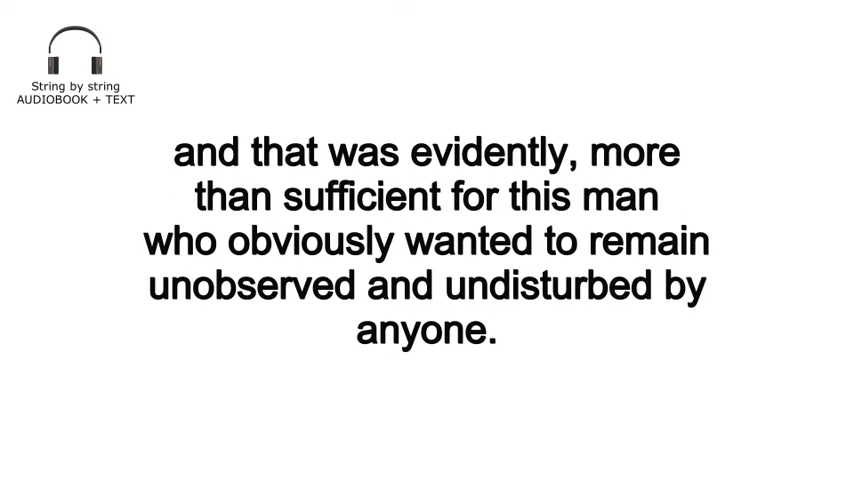 String by string
AUDIOBOOK + TEXT
and that was evidently, more
than sufficient for this man
who obviously wanted to remain
unobserved and undisturbed by
anyone.